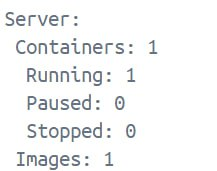 Server:
Containers: 1
Running: 1
Paused: 0
Stopped: 0
Images: 1